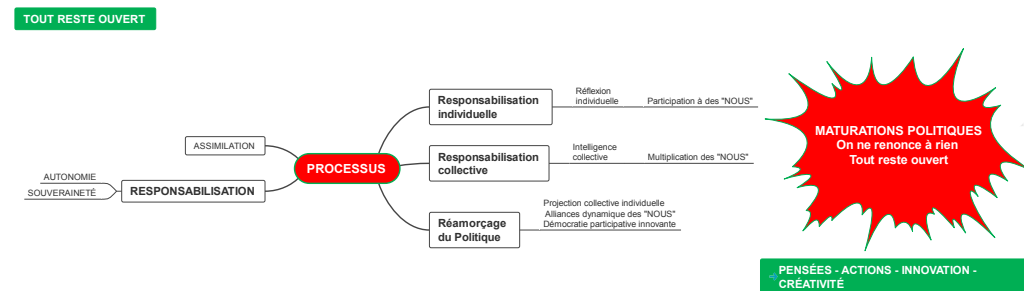 TOUT RESTE OUVERT
ASSIMILATION
AUTONOMIE
SOUVERAINETÉ
RESPONSABILISATION
PROCESSUS
Responsabilisation
individuelle
Réflexion
individuelle
Participation à des "NOUS"
Responsabilisation
collective
Intelligence
collective
Multiplication des "NOUS"
Réamorçage
du Politique
Projection collective individuelle
Alliances dynamique des "NOUS"
Démocratie participative innovante
MATURATIONS POLITIQUES
On ne renonce à rien
Tout reste ouvert
PENSÉES - ACTIONS - INNOVATION -
CRÉATIVITÉ